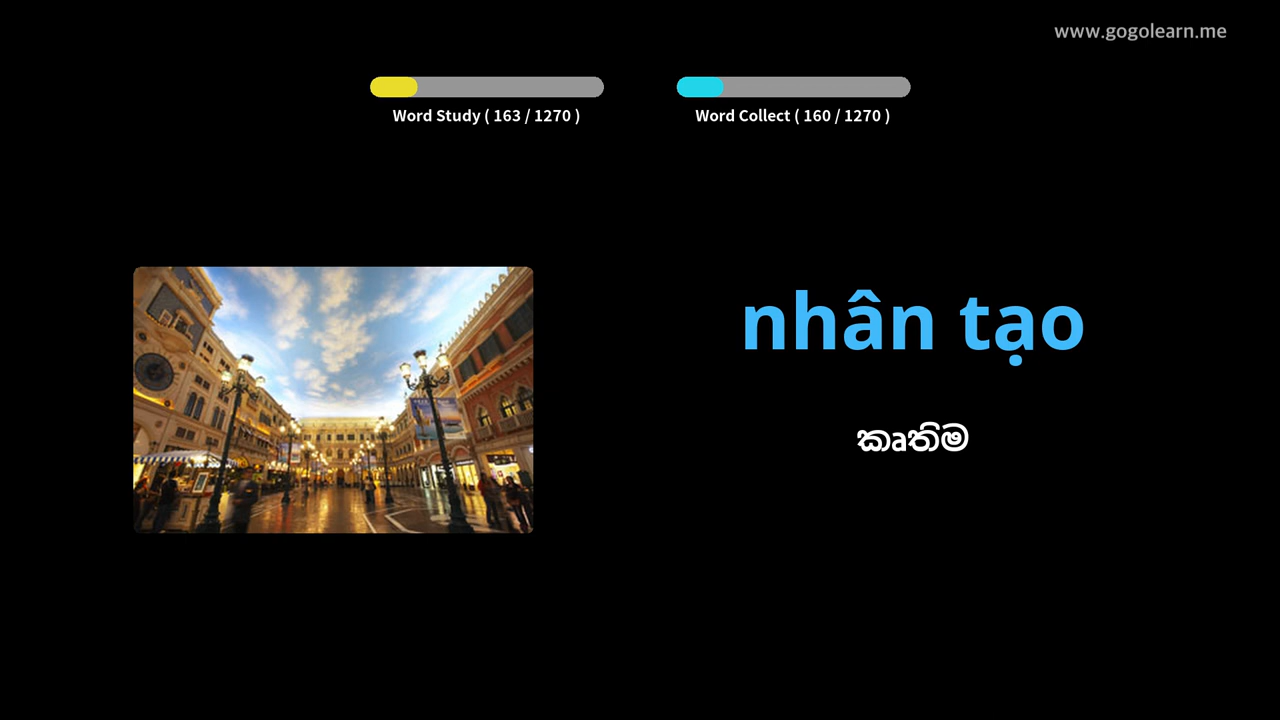 www.gogolearn.me
Word Study ( 163 / 1270 )
Word Collect ( 160 / 1270 )
nhân tạo
කෘතිම